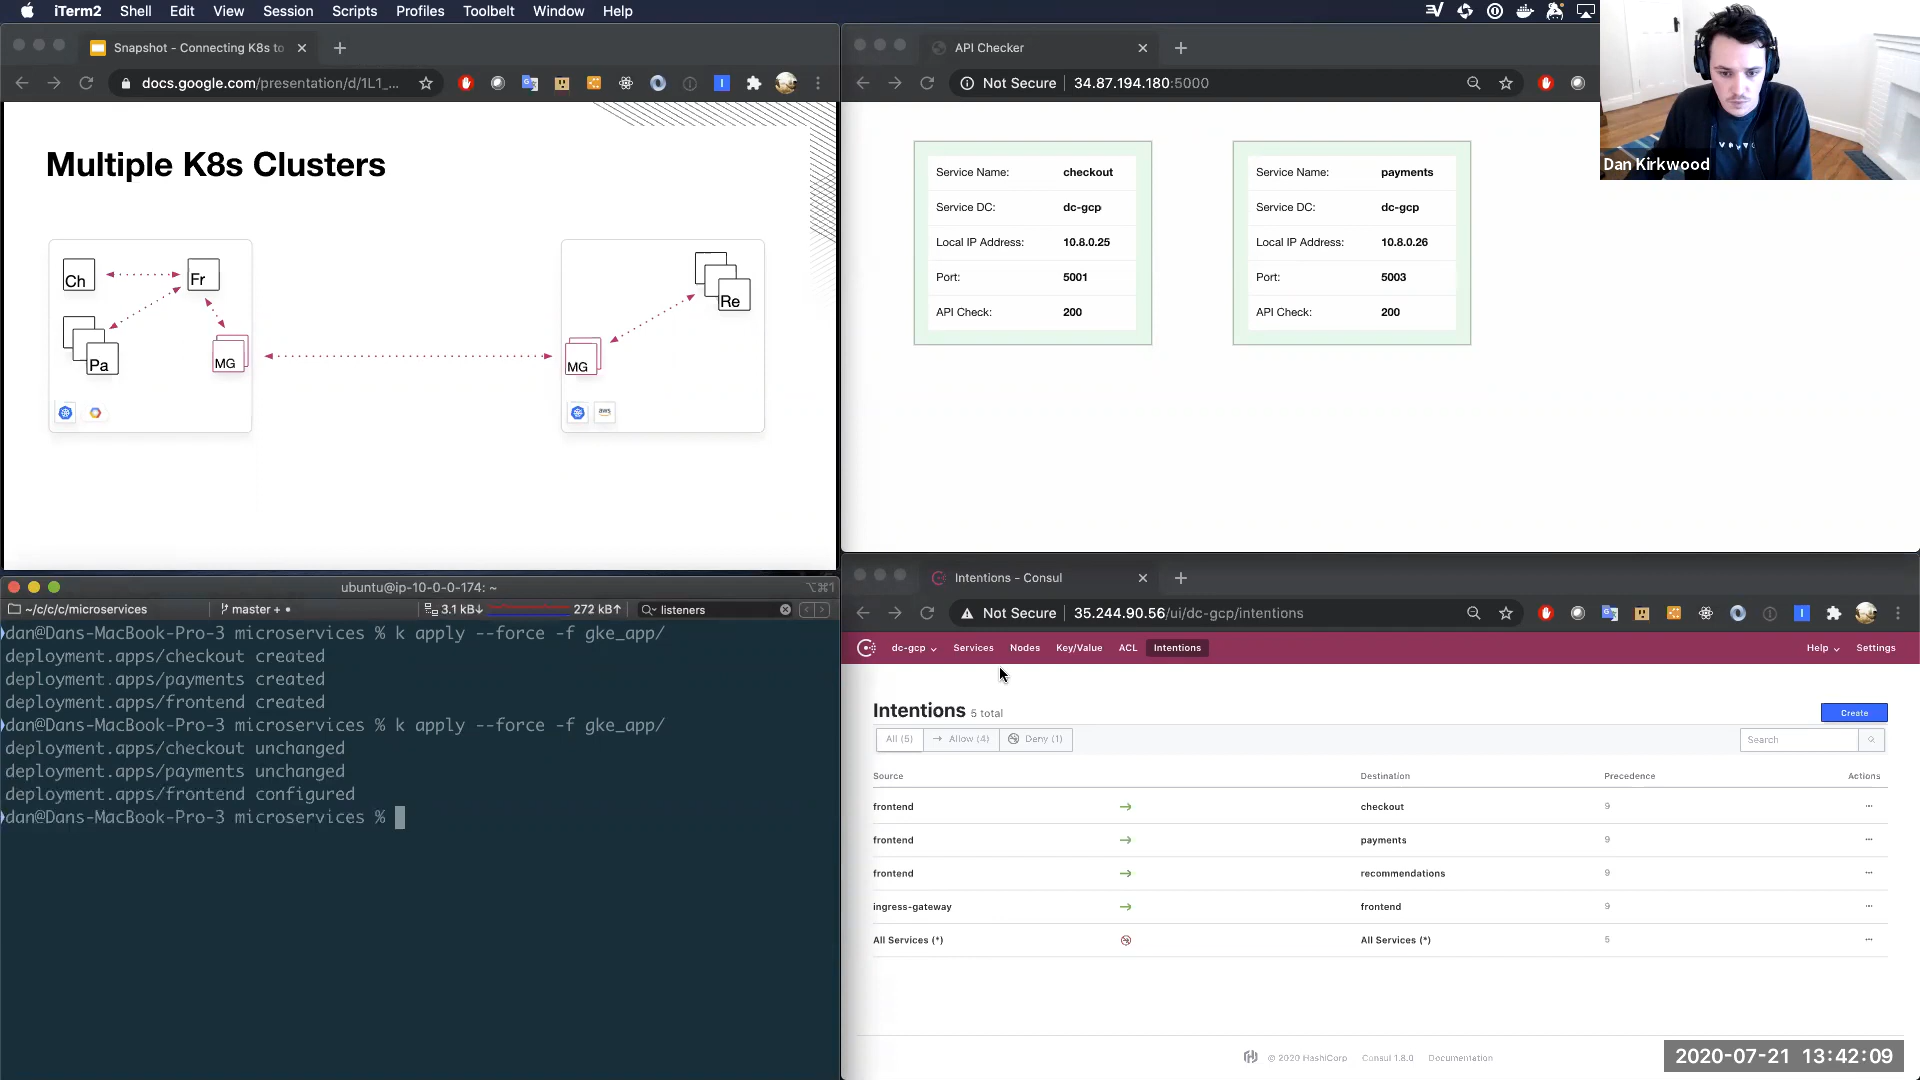 iTerm2 Shell Edit View Session Scripts Profiles Toolbelt Window Help
Snapshot - Connecting K8s to
docs.google.com/presentation/d/1L1_...
Multiple K8s Clusters
Ch
Fr
Pa
MG
MG
Re
aws
API Checker
Not Secure 34.87.194.180:5000
Service Name: checkout
Service DC: dc-gcp
Local IP Address: 10.8.0.25
Port: 5001
API Check: 200
Service Name: payments
Service DC: dc-gcp
Local IP Address: 10.8.0.26
Port: 5003
API Check: 200
Dan Kirkwood
ubuntu@ip-10-0-0-174: ~
⌥⌘1
~/c/c/c/microservices
master + •
3.1 kB↓ 272 kB↑
listeners
dan@Dans-MacBook-Pro-3 microservices % k apply --force -f gke_app/
deployment.apps/checkout created
deployment.apps/payments created
deployment.apps/frontend created
dan@Dans-MacBook-Pro-3 microservices % k apply --force -f gke_app/
deployment.apps/checkout unchanged
deployment.apps/payments unchanged
deployment.apps/frontend configured
dan@Dans-MacBook-Pro-3 microservices %
Intentions - Consul
Not Secure 35.244.90.56/ui/dc-gcp/intentions
dc-gcp Services Nodes Key/Value ACL Intentions Help Settings
Intentions 5 total
Create
All (5) Allow (4) Deny (1)
Search
Source Destination Precedence Actions
frontend → checkout 9 ...
frontend → payments 9 ...
frontend → recommendations 9 ...
ingress-gateway → frontend 9 ...
All Services (*) All Services (*) 5 ...
© 2020 HashiCorp Consul 1.8.0 Documentation
2020-07-21 13:42:09